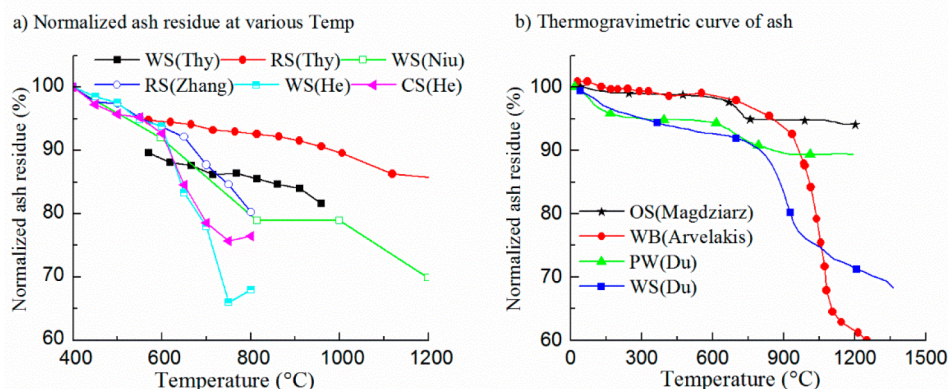 a) Normalized ash residue at various Temp
WS(Thy) RS(Thy) WS(Niu)
RS(Zhang) WS(He) CS(He)
Normalized ash residue (%)
100
90
80
70
60
400 600 800 1000 1200
Temperature (°C)
b) Thermogravimetric curve of ash
Normalized ash residue (%)
100
90
80
70
60
OS(Magdziarz)
WB(Arvelakis)
PW(Du)
WS(Du)
0 300 600 900 1200 1500
Temperature (°C)